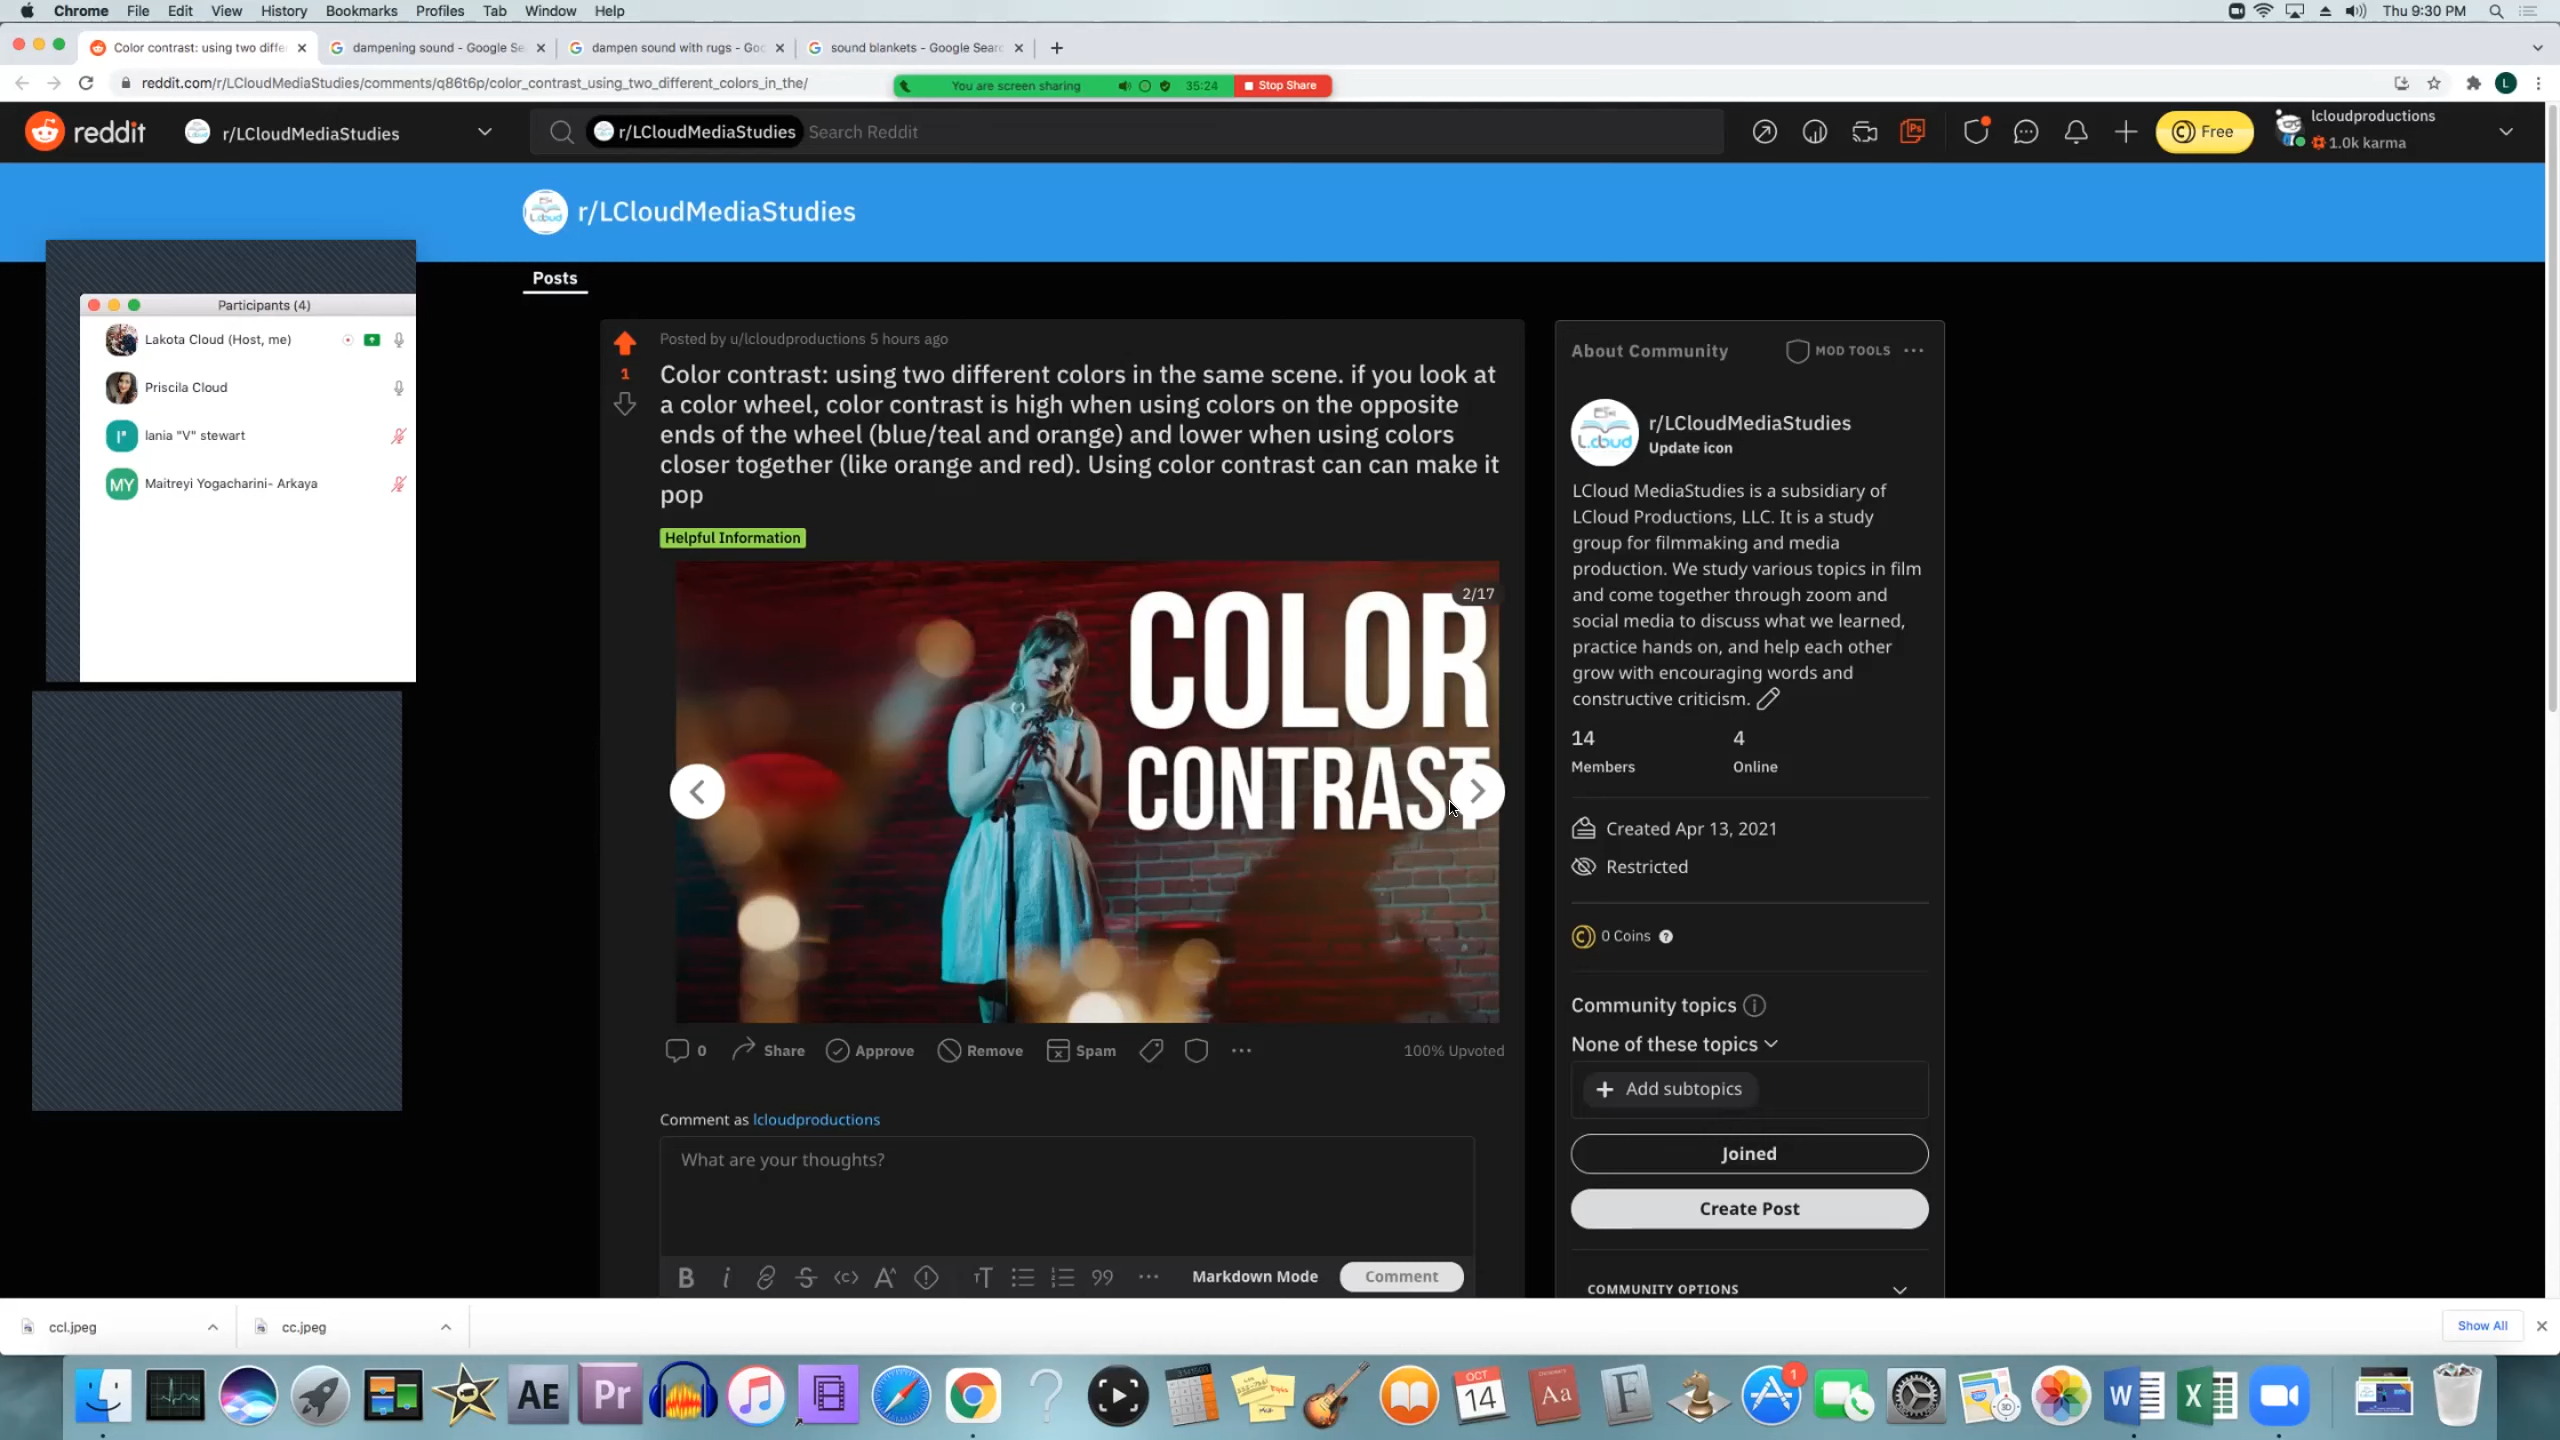 Chrome File Edit View History Bookmarks Profiles Tab Window Help
Thu 9:30 PM
Color contrast: using two diffe
dampening sound - Google Se
dampen sound with rugs - Goo
sound blankets - Google Searc
reddit.com/r/LCloudMediaStudies/comments/q86t6p/color_contrast_using_two_different_colors_in_the/
You are screen sharing
35:24
Stop Share
L
reddit
r/LCloudMediaStudies
r/LCloudMediaStudies Search Reddit
Free
lcloudproductions
1.0k karma
r/LCloudMediaStudies
Posts
Participants (4)
Lakota Cloud (Host, me)
Priscila Cloud
I"
Iania "V" stewart
MY
Maitreyi Yogacharini- Arkaya
1
Posted by u/lcloudproductions 5 hours ago
Color contrast: using two different colors in the same scene. if you look at
a color wheel, color contrast is high when using colors on the opposite
ends of the wheel (blue/teal and orange) and lower when using colors
closer together (like orange and red). Using color contrast can can make it
pop
Helpful Information
2/17
COLOR
CONTRAST
0 Share Approve Remove Spam
100% Upvoted
Comment as lcloudproductions
What are your thoughts?
Markdown Mode
Comment
About Community
MOD TOOLS
L.cloud
r/LCloudMediaStudies
Update icon
LCloud MediaStudies is a subsidiary of
LCloud Productions, LLC. It is a study
group for filmmaking and media
production. We study various topics in film
and come together through zoom and
social media to discuss what we learned,
practice hands on, and help each other
grow with encouraging words and
constructive criticism.
14 4
Members Online
Created Apr 13, 2021
Restricted
0 Coins
Community topics
None of these topics
Add subtopics
Joined
Create Post
COMMUNITY OPTIONS
ccl.jpeg
cc.jpeg
Show All
AE
Pr
OCT
14
Aa
F
1
W
X